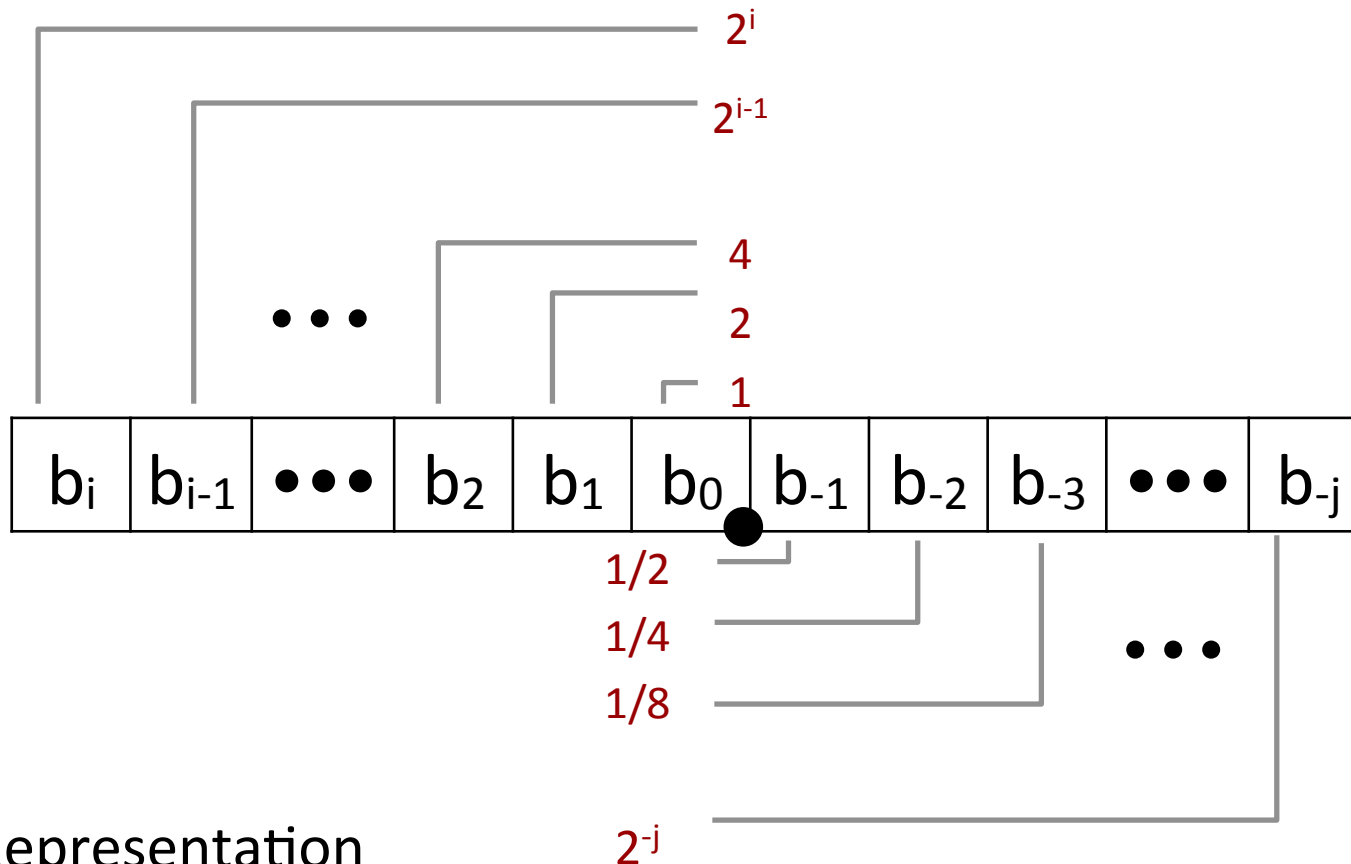 2ⁱ
2ⁱ⁻¹
4
2
1
bᵢ bᵢ₋₁ ••• b₂ b₁ b₀ b₋₁ b₋₂ b₋₃ ••• b₋ⱼ
1/2
1/4
1/8
2⁻ʲ
epresentation